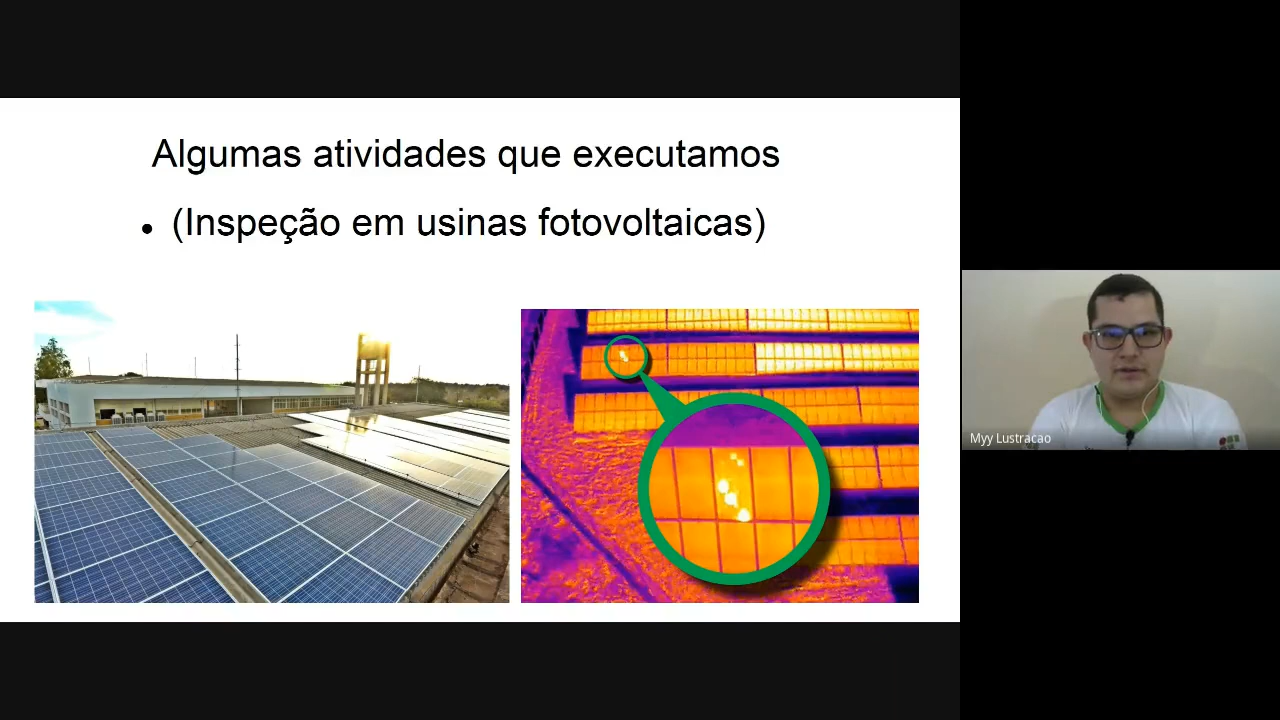 Algumas atividades que executamos
• (Inspeção em usinas fotovoltaicas)
Myy Lustracao